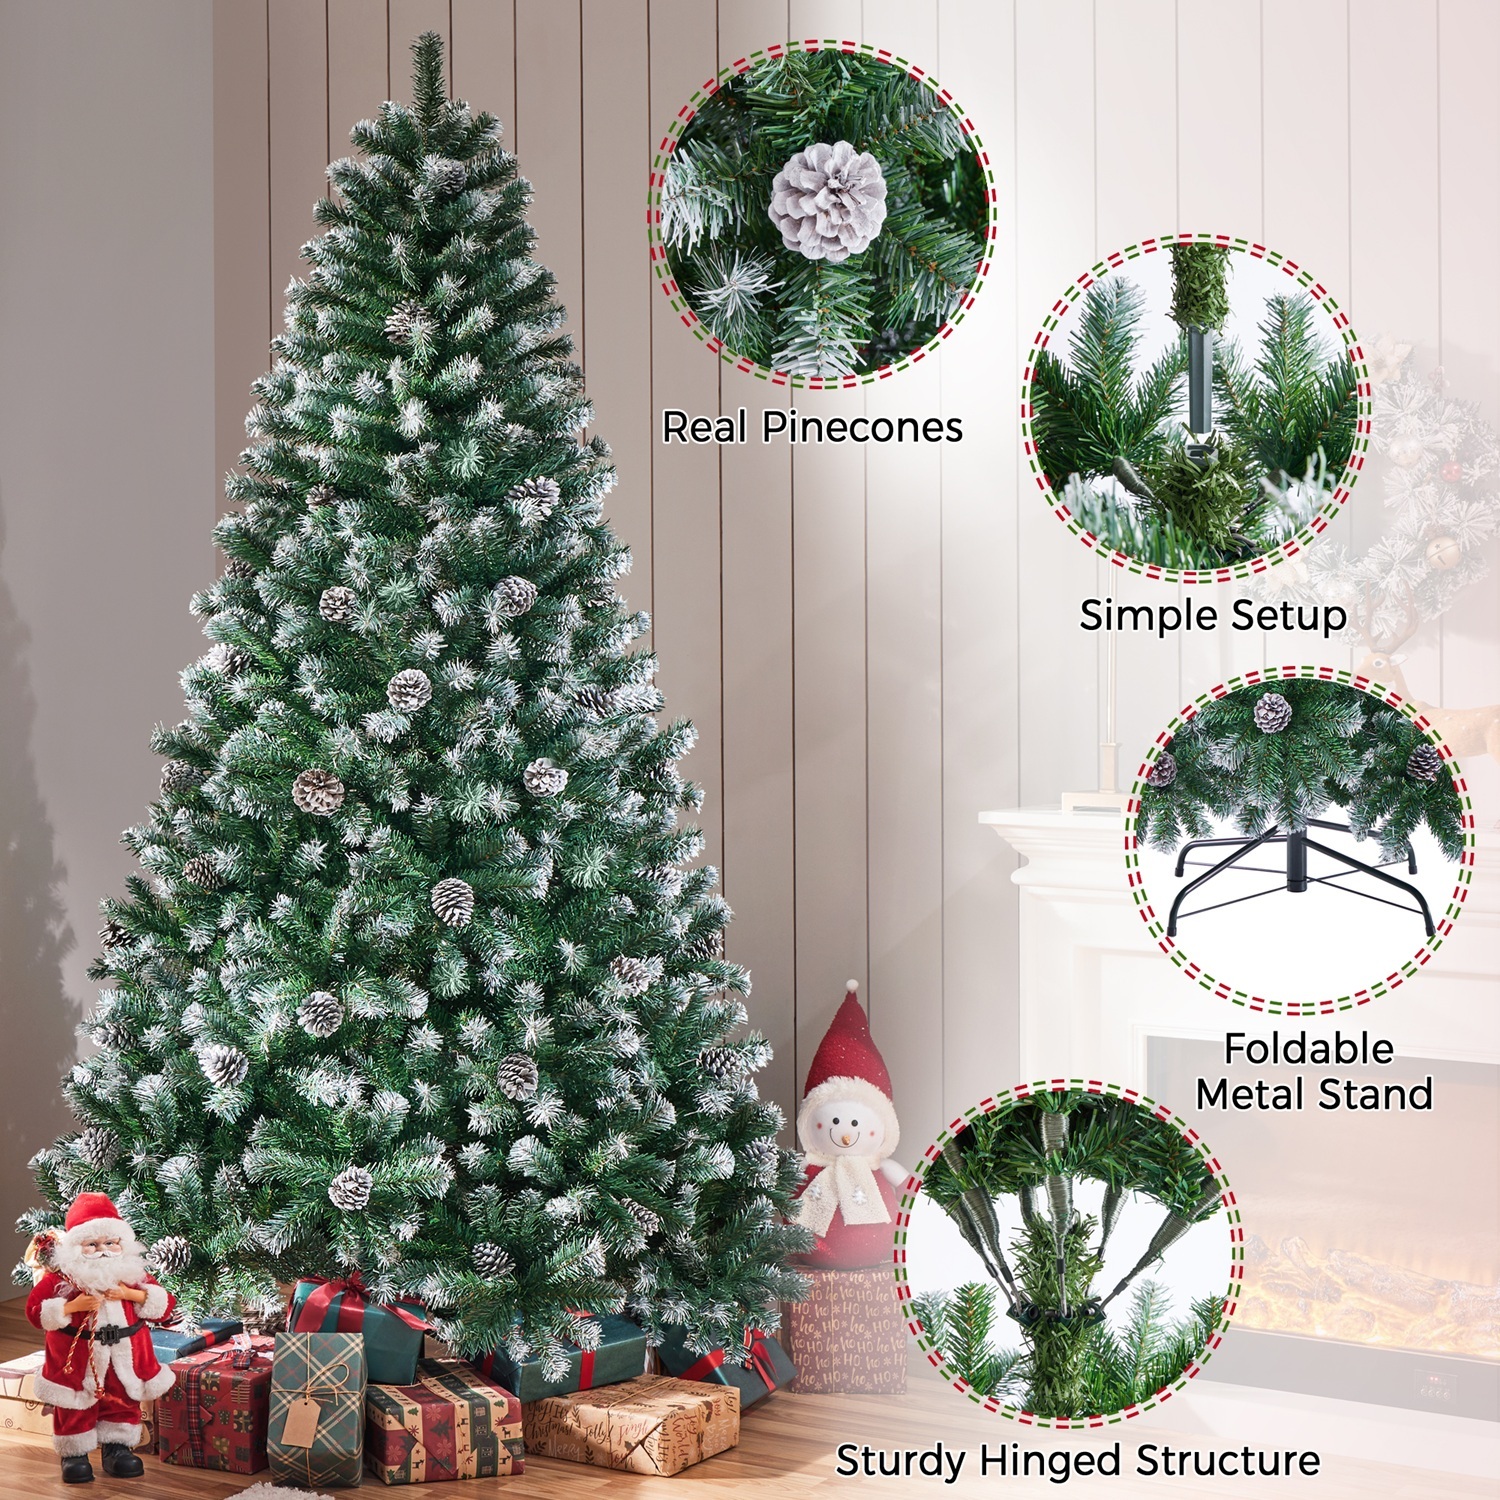 Real Pinecones
Simple Setup
Foldable
Metal Stand
Sturdy Hinged Structure